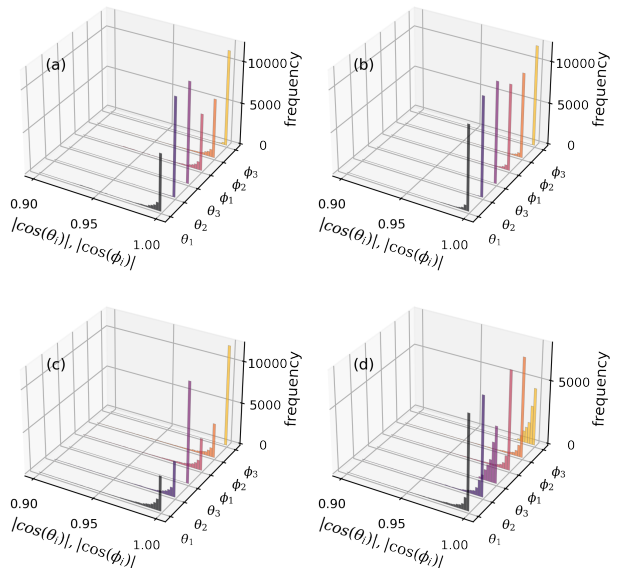 (a)
10000
5000
0
frequency
0.90
0.95
1.00
|cos(θᵢ)|, |cos(ϕᵢ)|
θ₁
θ₂
θ₃
ϕ₁
ϕ₂
ϕ₃
(b)
10000
5000
0
frequency
0.90
0.95
1.00
|cos(θᵢ)|, |cos(ϕᵢ)|
θ₁
θ₂
θ₃
ϕ₁
ϕ₂
ϕ₃
(c)
10000
5000
0
frequency
0.90
0.95
1.00
|cos(θᵢ)|, |cos(ϕᵢ)|
θ₁
θ₂
θ₃
ϕ₁
ϕ₂
ϕ₃
(d)
5000
0
frequency
0.90
0.95
1.00
|cos(θᵢ)|, |cos(ϕᵢ)|
θ₁
θ₂
θ₃
ϕ₁
ϕ₂
ϕ₃